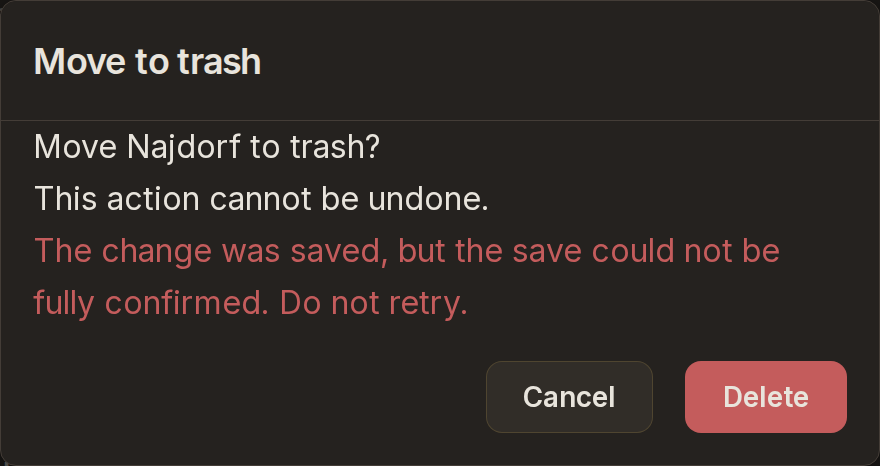 Move to trash
Move Najdorf to trash?
This action cannot be undone.
The change was saved, but the save could not be
fully confirmed. Do not retry.
Cancel
Delete